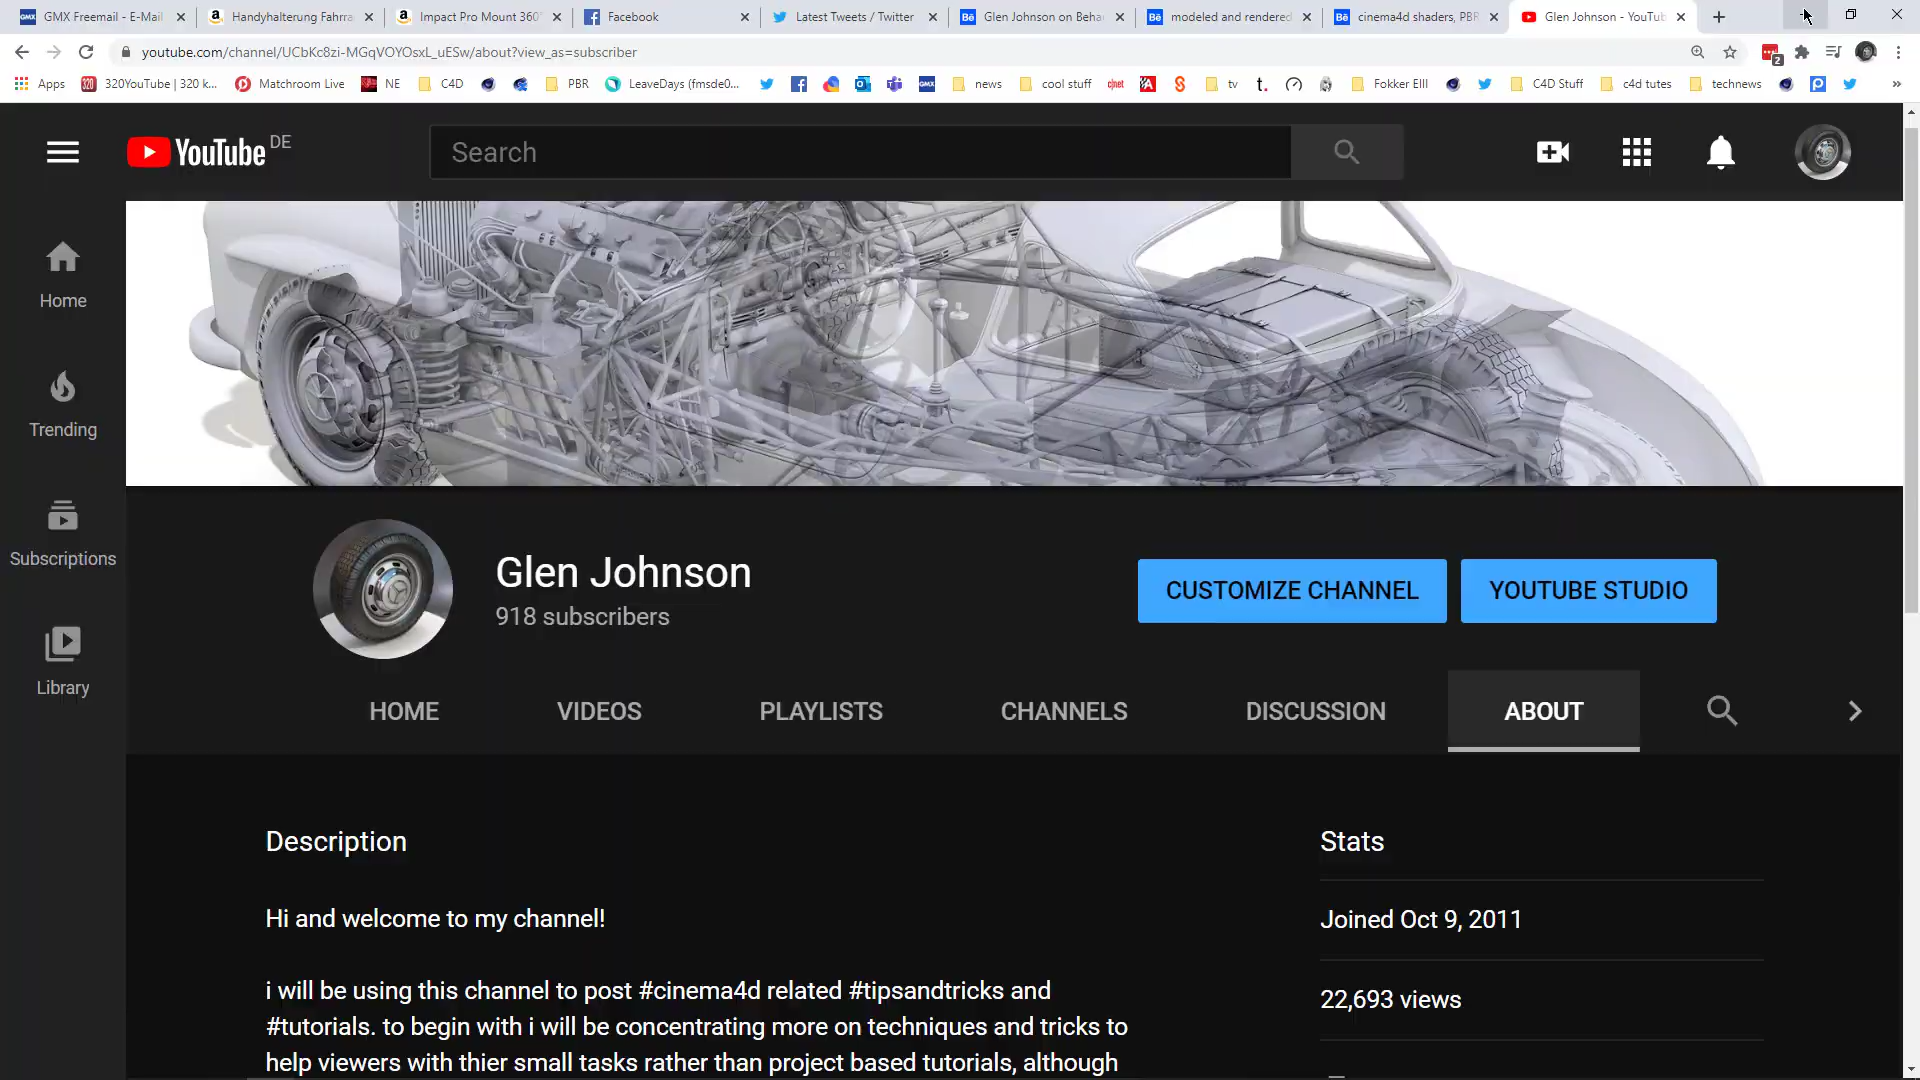 GMX Freemail - E-Mail
Handyhalterung Fahrra
Impact Pro Mount 360°
Facebook
Latest Tweets / Twitter
Glen Johnson on Beha
modeled and rendered
cinema4d shaders, PBR
Glen Johnson - YouTub
youtube.com/channel/UCbKc8zi-MGqVOYOsxL_uESw/about?view_as=subscriber
2
Apps
320YouTube | 320 k...
Matchroom Live
NE
C4D
PBR
LeaveDays (fmsde0...
GMX
news
cool stuff
c|net
tv
t.
Fokker EIII
C4D Stuff
c4d tutes
technews
»
YouTube DE
Search
Home
Trending
Subscriptions
Library
Glen Johnson
918 subscribers
CUSTOMIZE CHANNEL
YOUTUBE STUDIO
HOME
VIDEOS
PLAYLISTS
CHANNELS
DISCUSSION
ABOUT
Description
Hi and welcome to my channel!
i will be using this channel to post #cinema4d related #tipsandtricks and
#tutorials. to begin with i will be concentrating more on techniques and tricks to
help viewers with thier small tasks rather than project based tutorials, although
Stats
Joined Oct 9, 2011
22,693 views